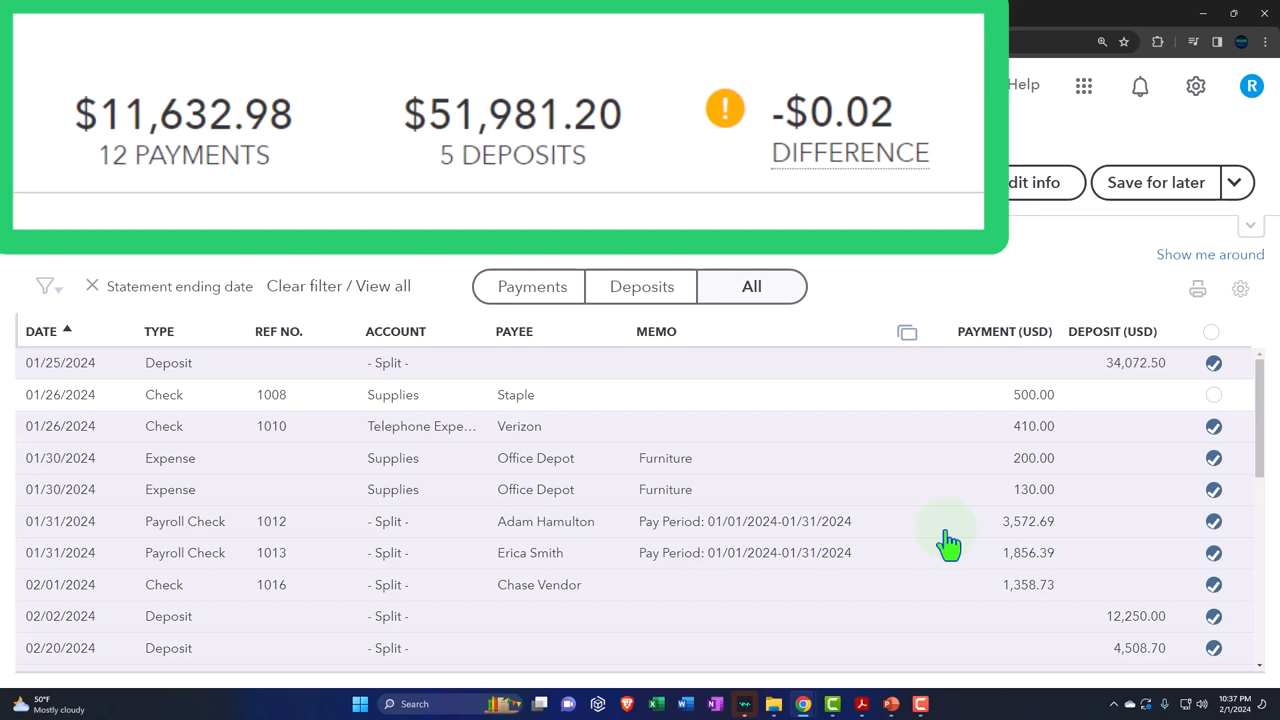 $11,632.98 $51,981.20 ! -$0.02
12 PAYMENTS 5 DEPOSITS DIFFERENCE
Help R
dit info Save for later
Show me around
Statement ending date Clear filter / View all Payments Deposits All
DATE TYPE REF NO. ACCOUNT PAYEE MEMO PAYMENT (USD) DEPOSIT (USD)
01/25/2024 Deposit - Split - 34,072.50
01/26/2024 Check 1008 Supplies Staple 500.00
01/26/2024 Check 1010 Telephone Expe... Verizon 410.00
01/30/2024 Expense Supplies Office Depot Furniture 200.00
01/30/2024 Expense Supplies Office Depot Furniture 130.00
01/31/2024 Payroll Check 1012 - Split - Adam Hamulton Pay Period: 01/01/2024-01/31/2024 3,572.69
01/31/2024 Payroll Check 1013 - Split - Erica Smith Pay Period: 01/01/2024-01/31/2024 1,856.39
02/01/2024 Check 1016 - Split - Chase Vendor 1,358.73
02/02/2024 Deposit - Split - 12,250.00
02/20/2024 Deposit - Split - 4,508.70
50°F
Mostly cloudy
Search
10:37 PM
2/1/2024